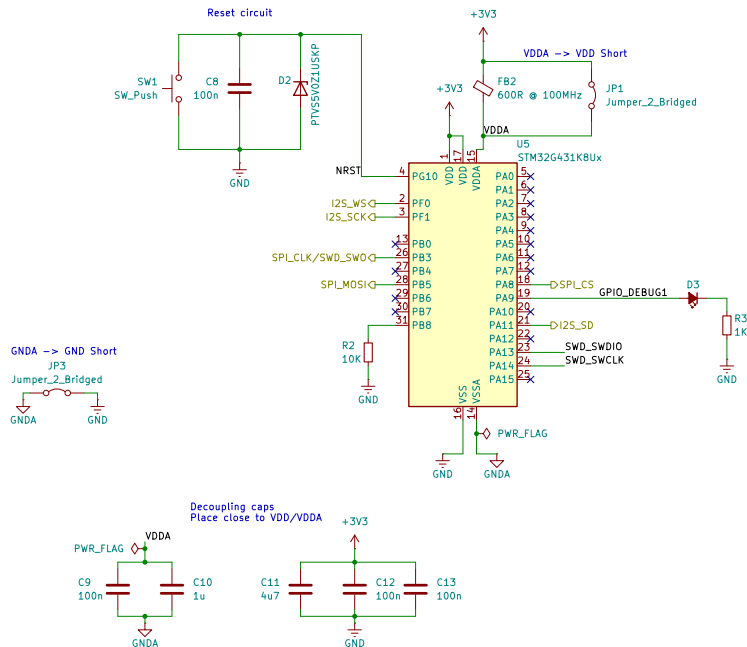 Reset circuit
SW1
SW_Push
C8
100n
D2
PTVS5V0Z1USKP
GND
+3V3
VDDA -> VDD Short
FB2
600R @ 100MHz
JP1
Jumper_2_Bridged
+3V3
VDDA
U5
STM32G431K8Ux
1
17
15
VDD
VDD
VDDA
NRST
4
PG10
I2S_WS
2
PF0
I2S_SCK
3
PF1
13
PB0
SPI_CLK/SWD_SWO
26
PB3
27
PB4
SPI_MOSI
28
PB5
29
PB6
30
PB7
31
PB8
PA0
5
PA1
6
PA2
7
PA3
8
PA4
9
PA5
10
PA6
11
PA7
12
PA8
18
SPI_CS
PA9
19
GPIO_DEBUG1
PA10
20
PA11
21
I2S_SD
PA12
22
PA13
23
SWD_SWDIO
PA14
24
SWD_SWCLK
PA15
25
VSS
VSSA
16
14
PWR_FLAG
GND
GNDA
D3
R3
1K
GND
R2
10K
GND
GNDA -> GND Short
JP3
Jumper_2_Bridged
GNDA
GND
Decoupling caps
Place close to VDD/VDDA
VDDA
PWR_FLAG
C9
100n
C10
1u
GNDA
+3V3
C11
4u7
C12
100n
C13
100n
GND